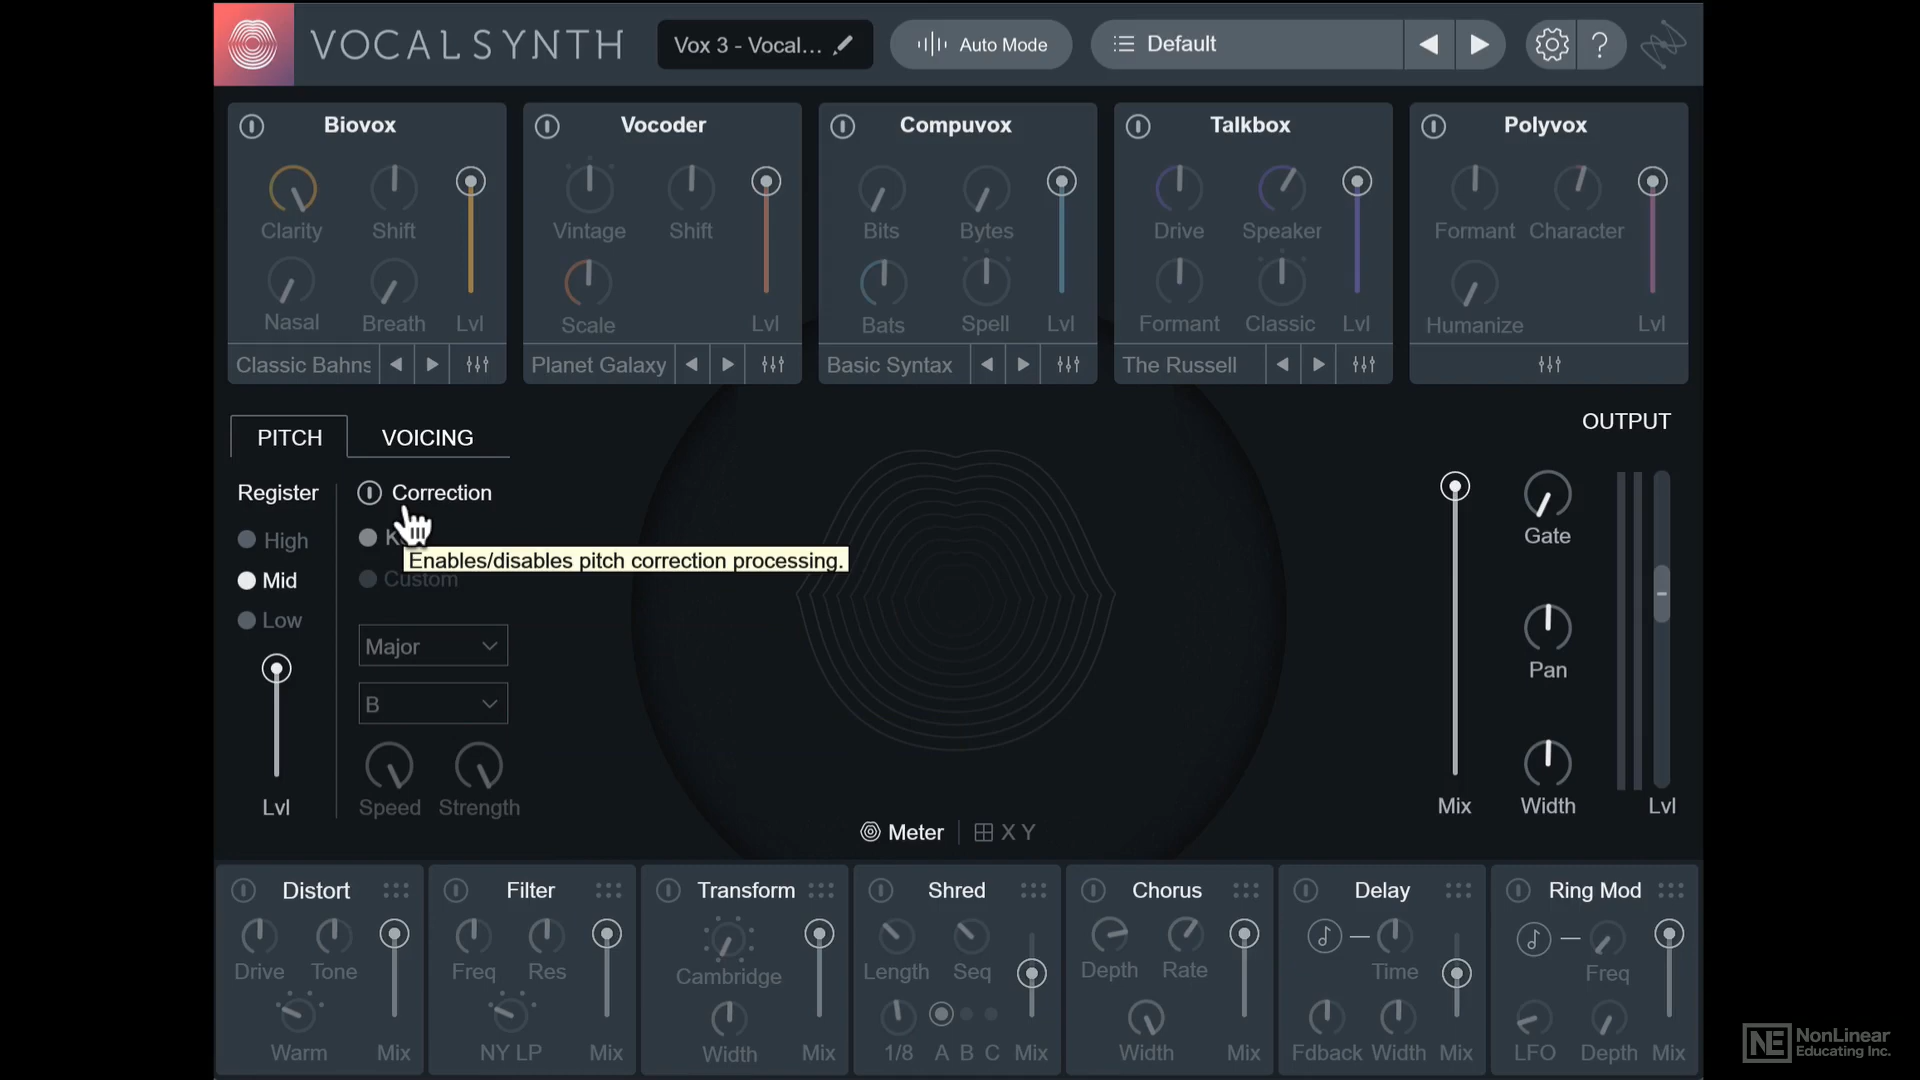 VOCALSYNTH
Vox 3 - Vocal...
Auto Mode
Default
?
Biovox
Clarity
Shift
Nasal
Breath
Lvl
Classic Bahns
Vocoder
Vintage
Shift
Scale
Lvl
Planet Galaxy
Compuvox
Bits
Bytes
Bats
Spell
Lvl
Basic Syntax
Talkbox
Drive
Speaker
Formant
Classic
Lvl
The Russell
Polyvox
Formant
Character
Humanize
Lvl
PITCH
VOICING
Register
High
Mid
Low
Lvl
Correction
Enables/disables pitch correction processing.
Custom
Major
B
Speed
Strength
Meter
X Y
OUTPUT
Mix
Gate
Pan
Width
Lvl
Distort
Drive
Tone
Warm
Mix
Filter
Freq
Res
NY LP
Mix
Transform
Cambridge
Width
Mix
Shred
Length
Seq
1/8
A B C
Mix
Chorus
Depth
Rate
Width
Mix
Delay
Time
Fdback
Width
Mix
Ring Mod
Freq
LFO
Depth
Mix
NE
NonLinear
Educating Inc.